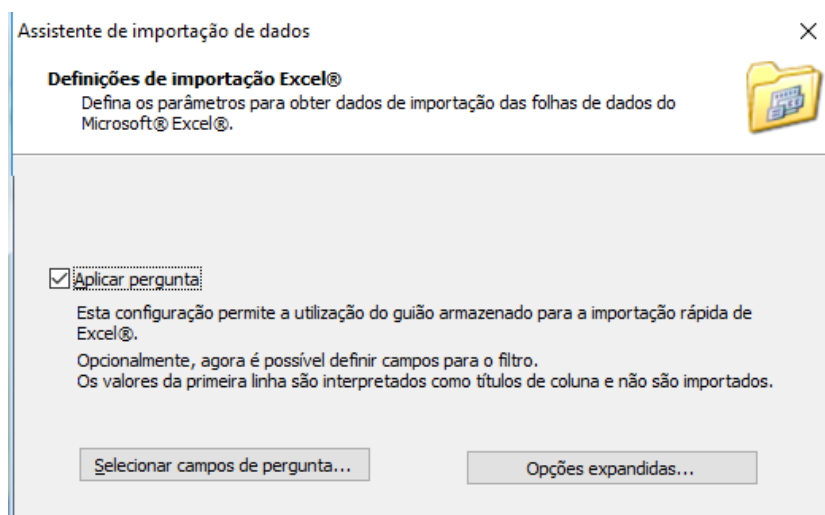 Assistente de importação de dados
Definições de importação Excel®
Defina os parâmetros para obter dados de importação das folhas de dados do
Microsoft® Excel®.
Aplicar pergunta
Esta configuração permite a utilização do guião armazenado para a importação rápida de
Excel®.
Opcionalmente, agora é possível definir campos para o filtro.
Os valores da primeira linha são interpretados como títulos de coluna e não são importados.
Selecionar campos de pergunta...
Opções expandidas...